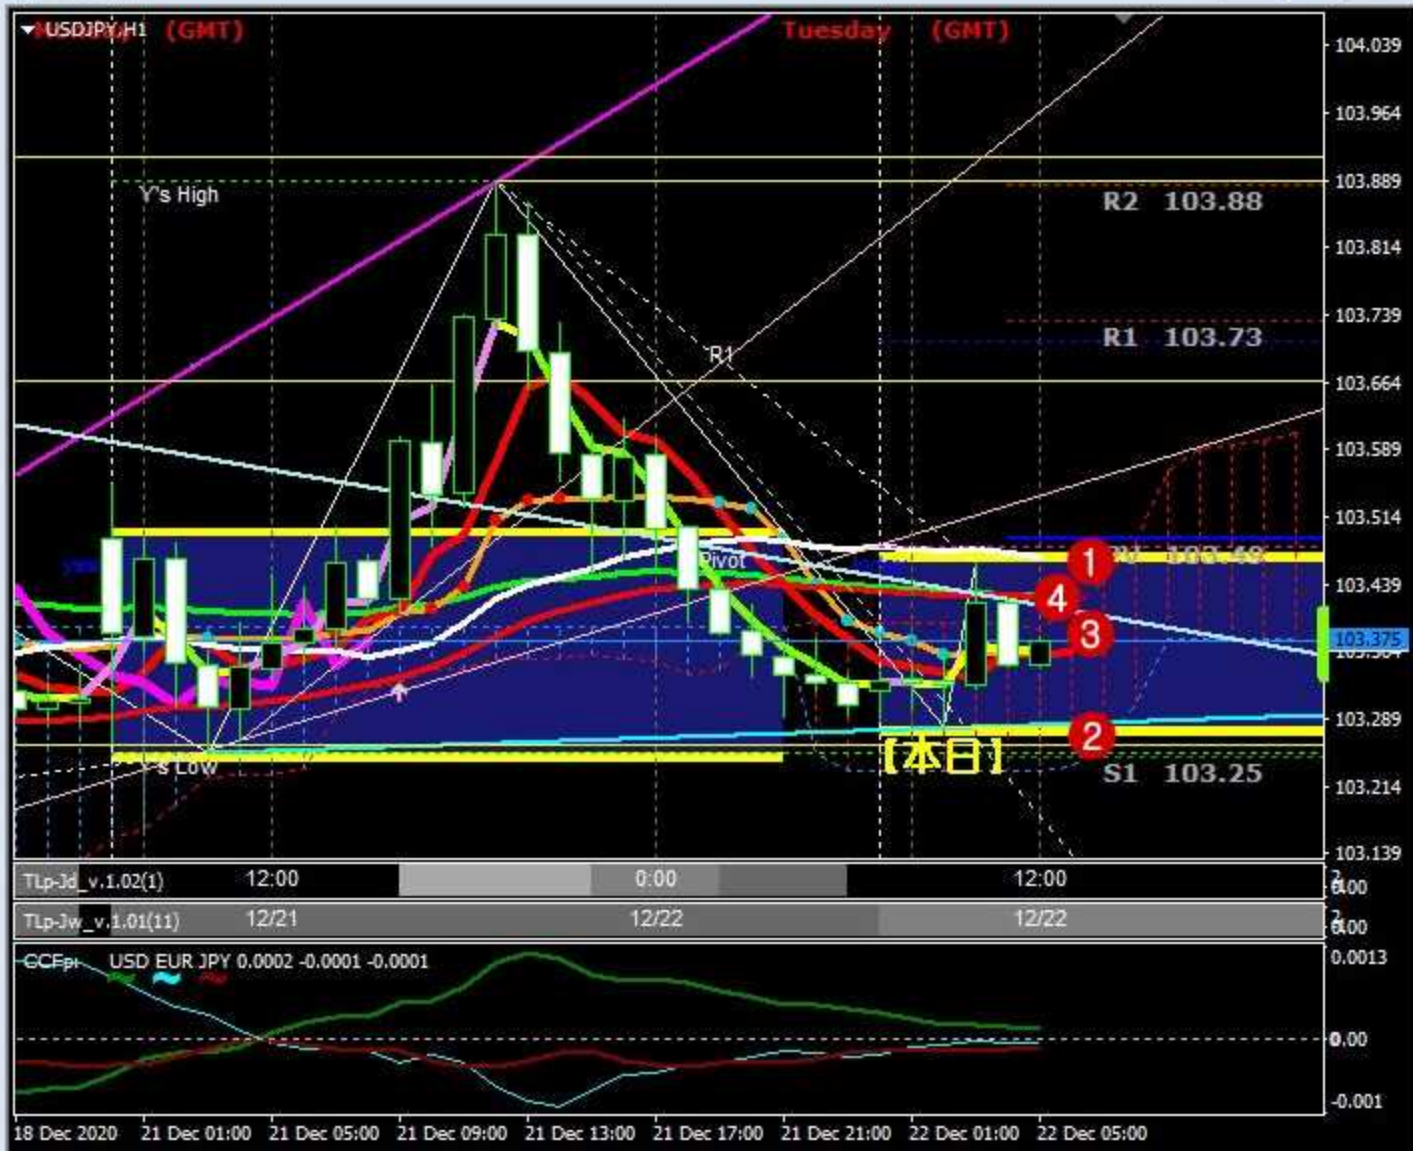 USDJPY,H1
(GMT)
Tuesday (GMT)
104.039
103.964
103.889
103.814
103.739
103.664
103.589
103.514
103.439
103.375
103.289
103.214
103.139
Y's High
R2 103.88
R1 103.73
R1
Pivot
1
4
3
2
【本日】
Y's Low
S1 103.25
TLp-Jd_v.1.02(1)
12:00
0:00
12:00
0.00
TLp-Jw_v.1.01(11)
12/21
12/22
12/22
0.00
CCFp: USD EUR JPY 0.0002 -0.0001 -0.0001
0.0013
0.00
-0.001
18 Dec 2020
21 Dec 01:00
21 Dec 05:00
21 Dec 09:00
21 Dec 13:00
21 Dec 17:00
21 Dec 21:00
22 Dec 01:00
22 Dec 05:00